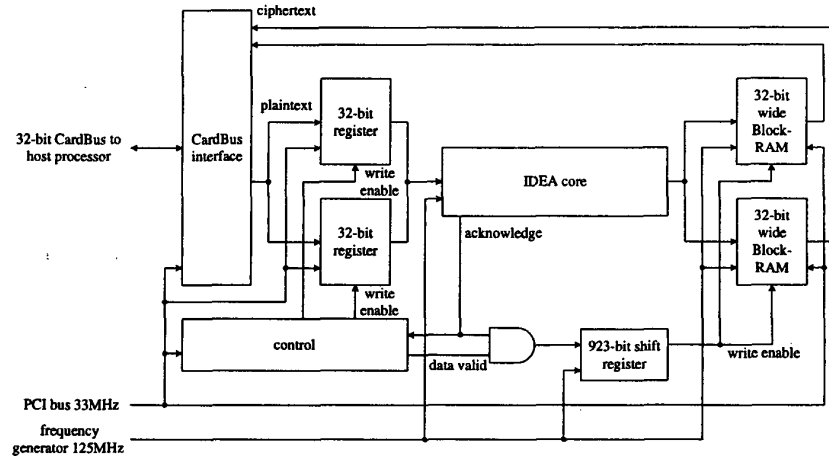 ciphertext
32-bit CardBus to
host processor
CardBus
interface
plaintext
32-bit
register
write
enable
32-bit
register
write
enable
IDEA core
acknowledge
32-bit
wide
Block-
RAM
32-bit
wide
Block-
RAM
control
data valid
923-bit shift
register
write enable
PCI bus 33MHz
frequency
generator 125MHz